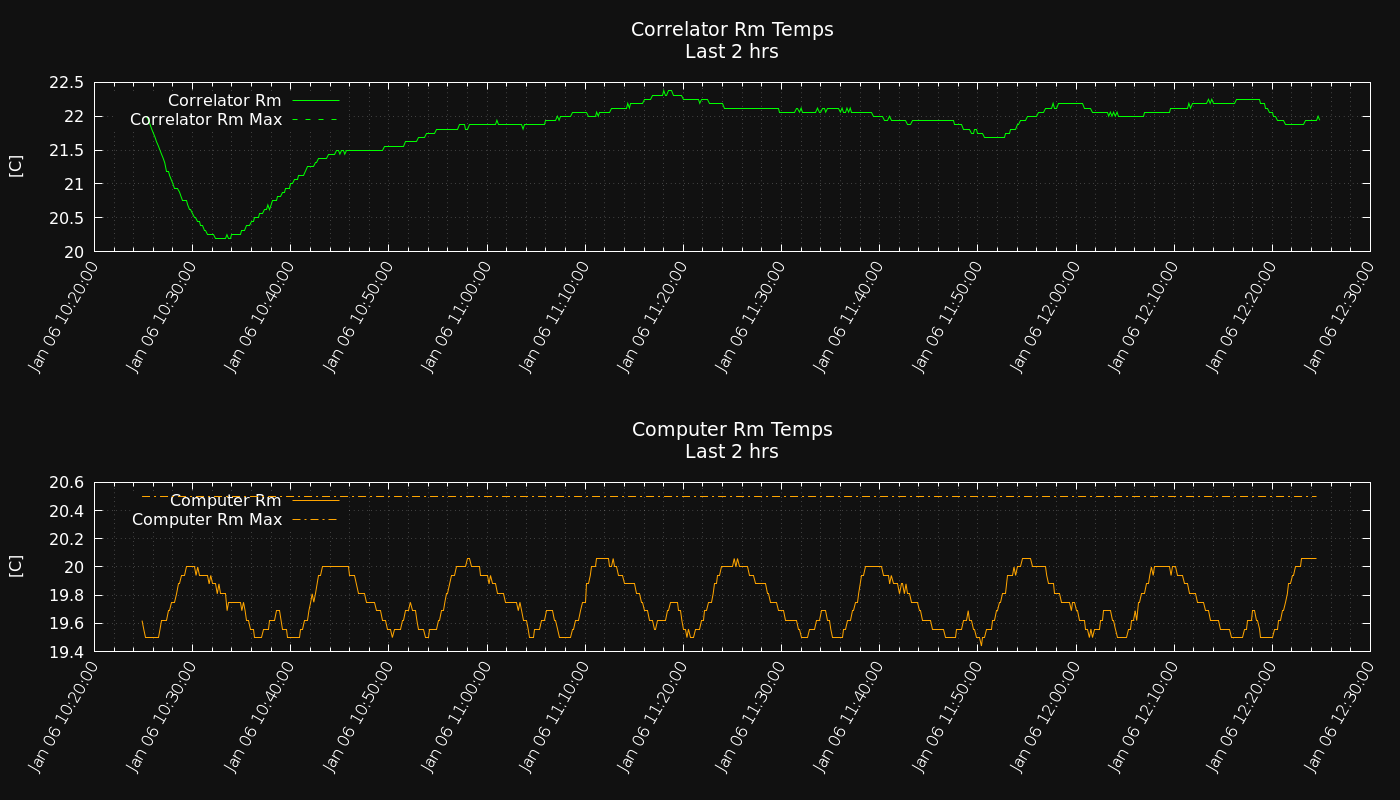 Correlator Rm Temps
Last 2 hrs
22.5
22
21.5
21
20.5
20
[C]
Correlator Rm
Correlator Rm Max
Jan 06 10:20:00
Jan 06 10:30:00
Jan 06 10:40:00
Jan 06 10:50:00
Jan 06 11:00:00
Jan 06 11:10:00
Jan 06 11:20:00
Jan 06 11:30:00
Jan 06 11:40:00
Jan 06 11:50:00
Jan 06 12:00:00
Jan 06 12:10:00
Jan 06 12:20:00
Jan 06 12:30:00
Computer Rm Temps
Last 2 hrs
20.6
20.4
20.2
20
19.8
19.6
19.4
[C]
Computer Rm
Computer Rm Max
Jan 06 10:20:00
Jan 06 10:30:00
Jan 06 10:40:00
Jan 06 10:50:00
Jan 06 11:00:00
Jan 06 11:10:00
Jan 06 11:20:00
Jan 06 11:30:00
Jan 06 11:40:00
Jan 06 11:50:00
Jan 06 12:00:00
Jan 06 12:10:00
Jan 06 12:20:00
Jan 06 12:30:00